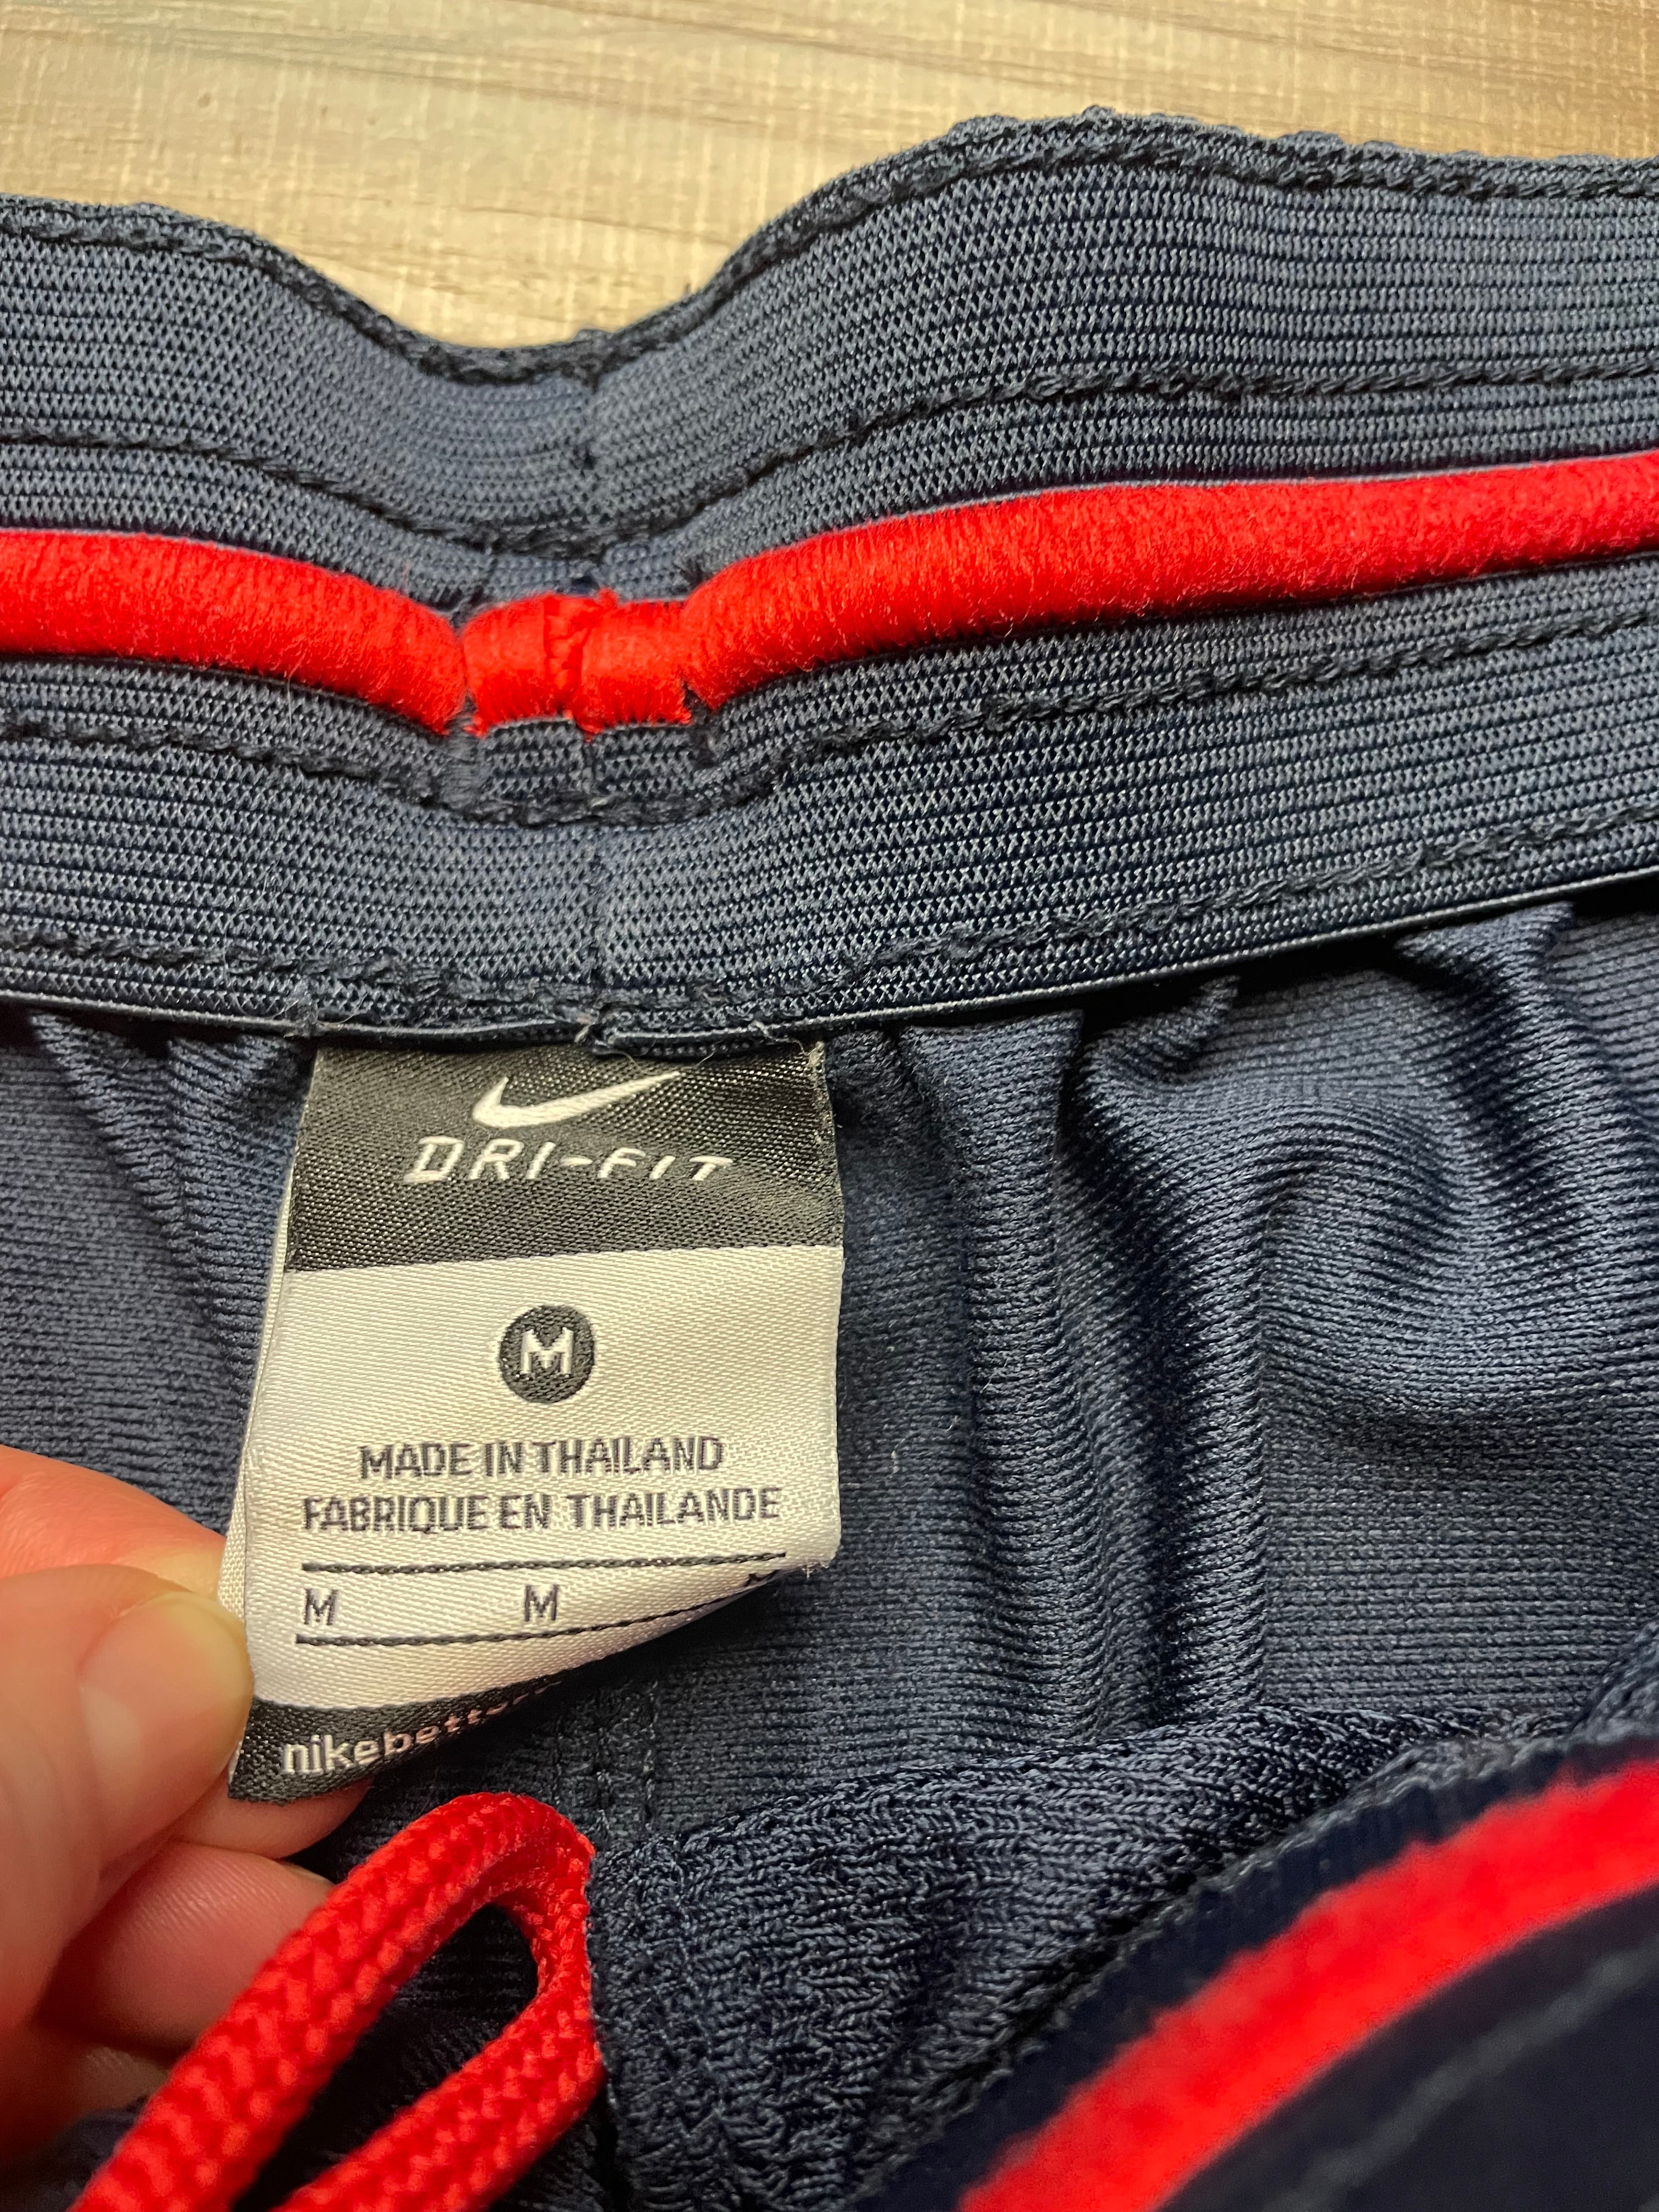 DRI-FIT
M
MADE IN THAILAND
FABRIQUE EN THAILANDE
M M